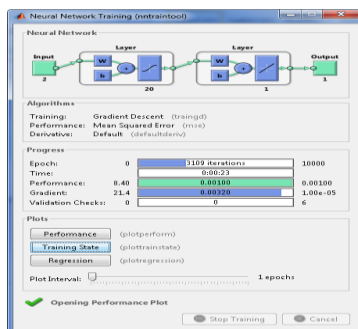 Neural Network Training (nntraintool)
Neural Network
Layer Layer
Input Output
W W
b b
2 20 1 1
Algorithms
Training: Gradient Descent (traingd)
Performance: Mean Squared Error (mse)
Derivative: Default (defaultderiv)
Progress
Epoch: 0 3109 iterations 10000
Time: 0:00:23
Performance: 8.40 0.00100 0.00100
Gradient: 21.4 0.00320 1.00e-05
Validation Checks: 0 0 6
Plots
Performance (plotperform)
Training State (plottrainstate)
Regression (plotregression)
Plot Interval: 1 epochs
Opening Performance Plot
Stop Training Cancel